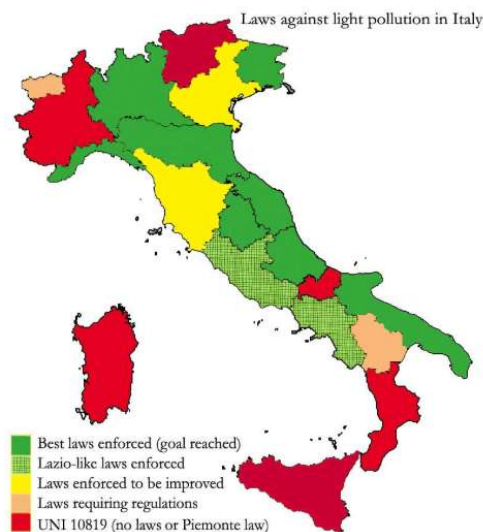 Laws against light pollution in Italy
Best laws enforced (goal reached)
Lazio-like laws enforced
Laws enforced to be improved
Laws requiring regulations
UNI 10819 (no laws or Piemonte law)